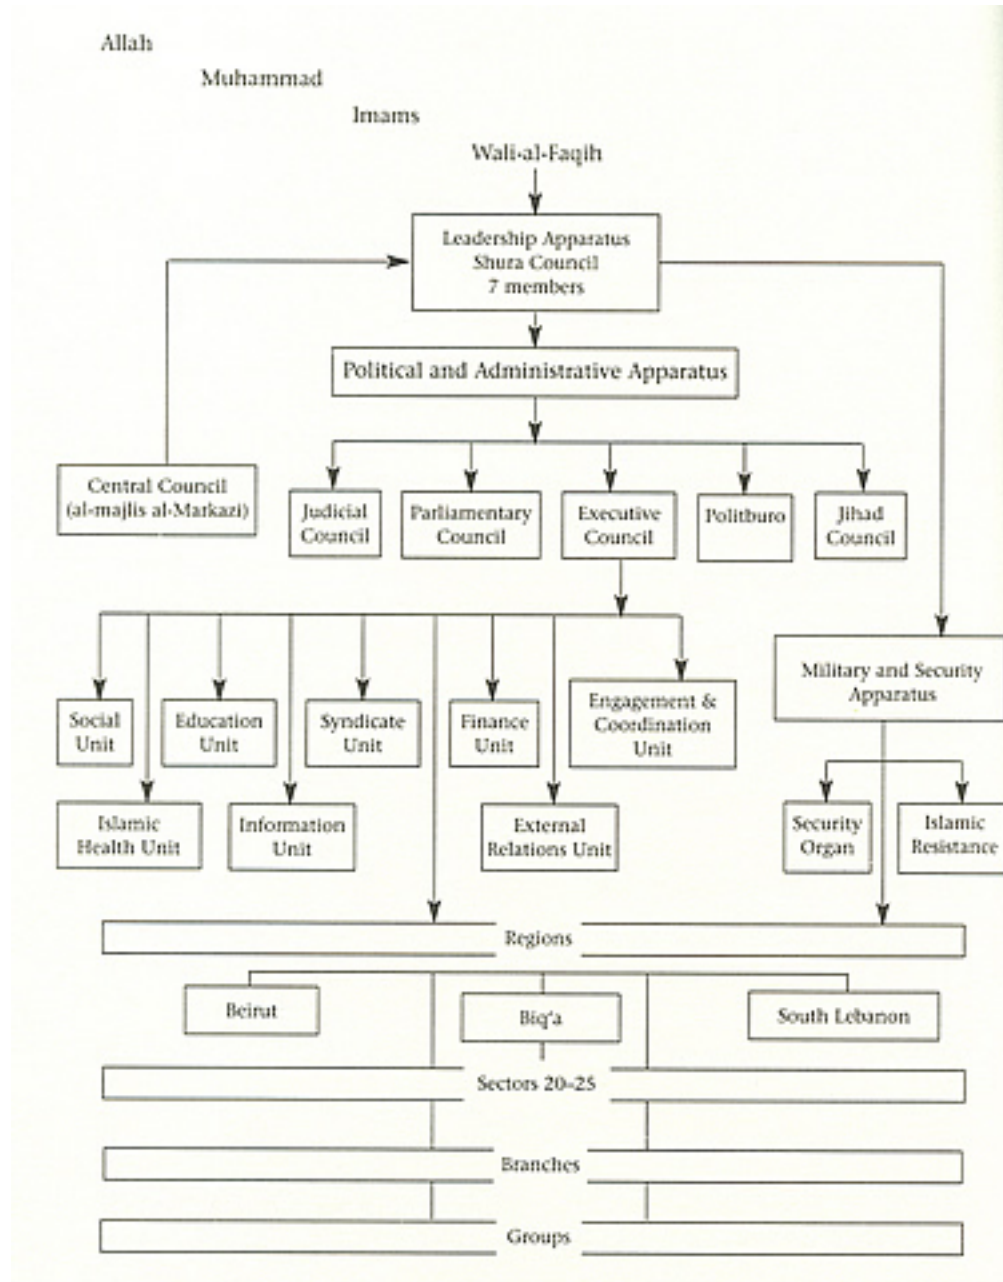 Allah
Muhammad
Imams
Wali-al-Faqih
Leadership Apparatus
Shura Council
7 members
Political and Administrative Apparatus
Central Council
(al-majlis al-Markazi)
Judicial
Council
Parliamentary
Council
Executive
Council
Politburo
Jihad
Council
Military and Security
Apparatus
Social
Unit
Education
Unit
Syndicate
Unit
Finance
Unit
Engagement &
Coordination
Unit
Islamic
Health Unit
Information
Unit
External
Relations Unit
Security
Organ
Islamic
Resistance
Regions
Beirut
Biq'a
South Lebanon
Sectors 20–25
Branches
Groups